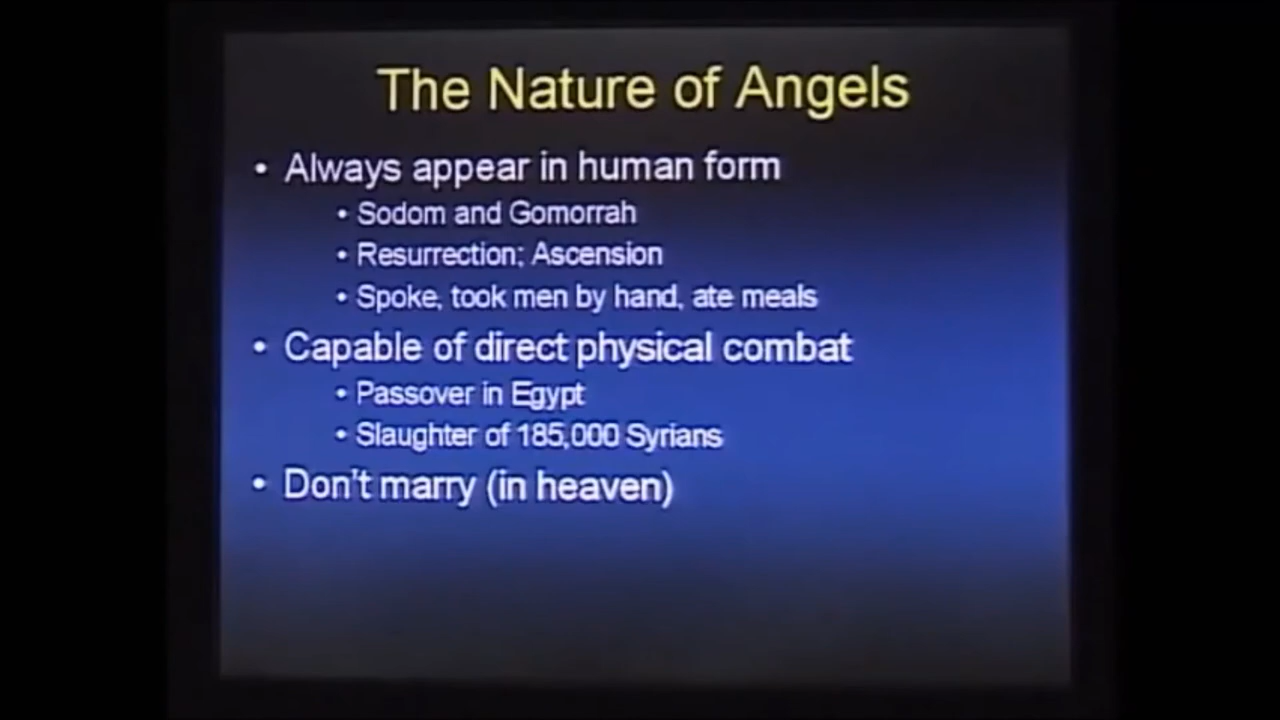 The Nature of Angels
• Always appear in human form
• Sodom and Gomorrah
• Resurrection; Ascension
• Spoke, took men by hand, ate meals
• Capable of direct physical combat
• Passover in Egypt
• Slaughter of 185,000 Syrians
• Don't marry (in heaven)